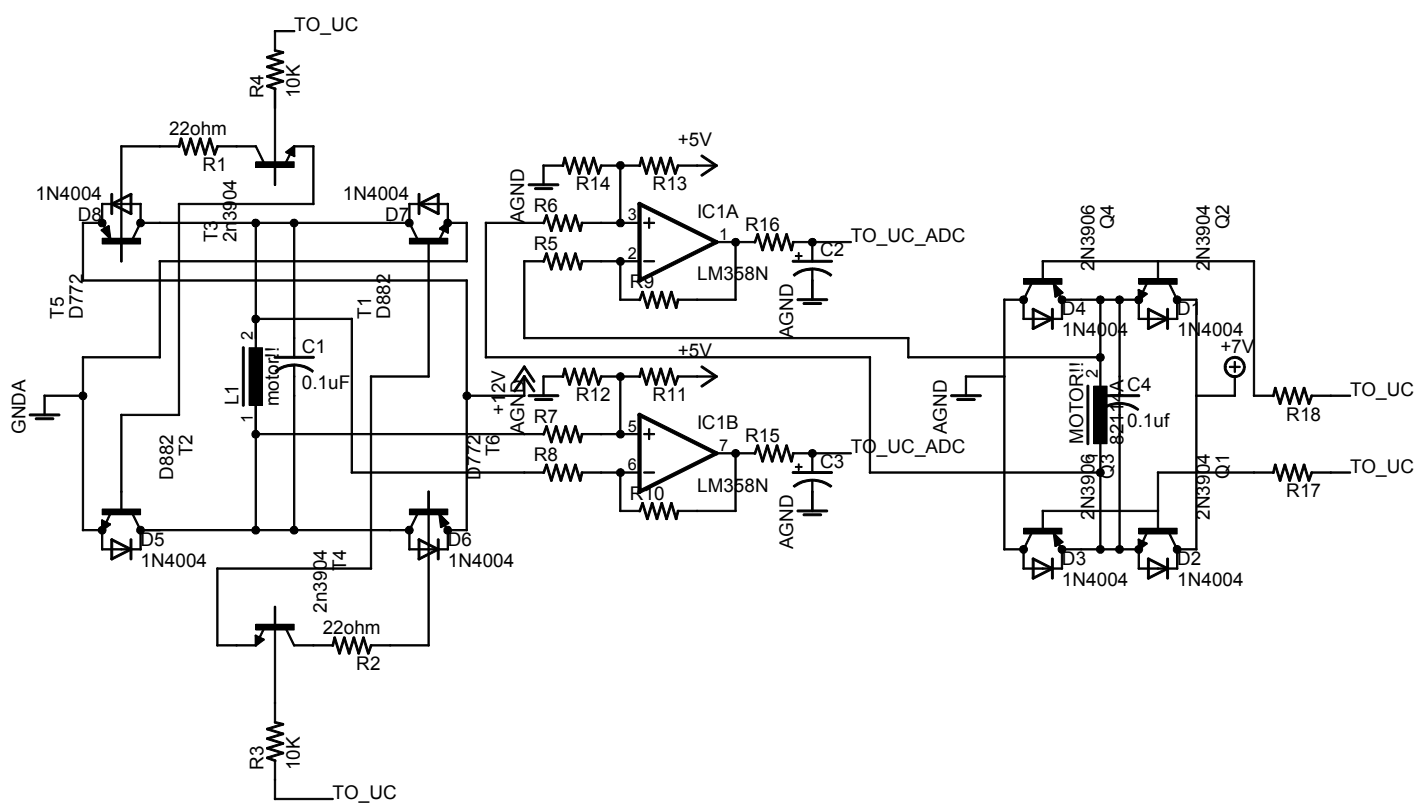 TO_UC
R4
10K
22ohm
R1
1N4004
D8
T3
2n3904
1N4004
D7
T5
D772
T1
D882
GNDA
L1
2
1
motor!!
C1
0.1uF
+12V
D882
T2
D772
T6
D5
1N4004
D6
1N4004
2n3904
T4
22ohm
R2
R3
10K
TO_UC
+5V
AGND
R14
R13
R6
R5
3
2
1
IC1A
LM358N
R9
R16
TO_UC_ADC
C2
AGND
+5V
AGND
R12
R11
R7
R8
5
6
7
IC1B
LM358N
R10
R15
TO_UC_ADC
C3
AGND
2N3906
Q4
2N3904
Q2
D4
1N4004
D1
1N4004
+7V
AGND
MOTOR!!
2
1
82114A
C4
0.1uf
2N3906
Q3
2N3904
Q1
R18
TO_UC
R17
TO_UC
D3
1N4004
D2
1N4004